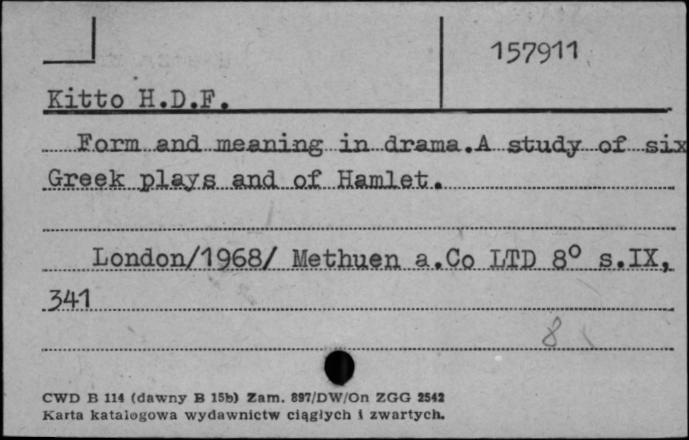 157911
Kitto H.D.F.
Form and meaning in drama.A study of six
Greek plays and of Hamlet.
London/1968/ Methuen a.Co LTD 8° s.IX,
341
8
CWD B 114 (dawny B 15b) Zam. 897/DW/On ZGG 2542
Karta katalogowa wydawnictw ciągłych i zwartych.